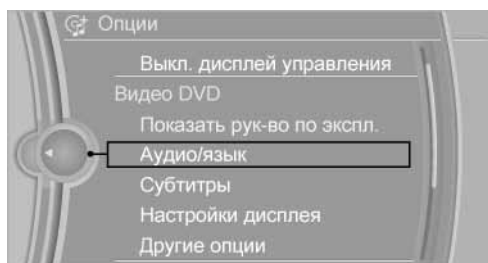 Опции
Выкл. дисплей управления
Видео DVD
Показать рук-во по экспл.
Аудио/язык
Субтитры
Настройки дисплея
Другие опции